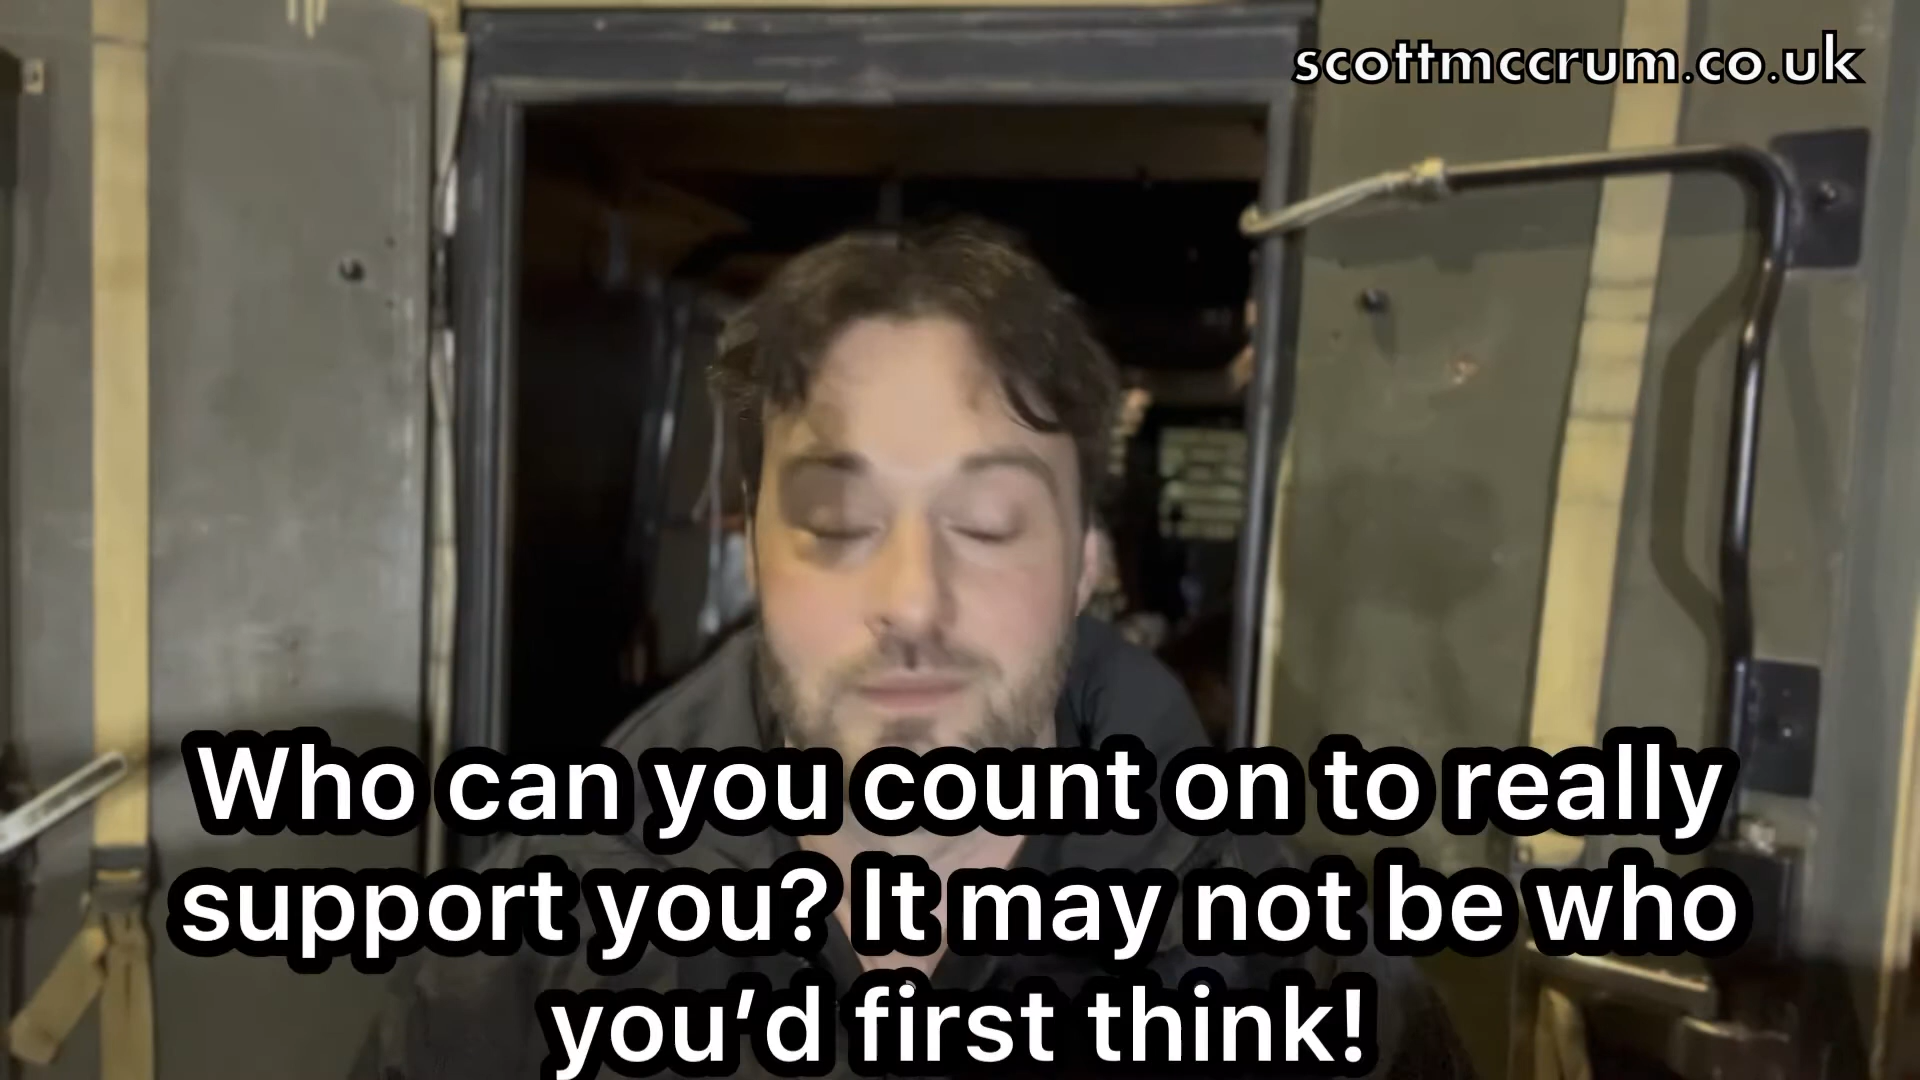 scottmccrum.co.uk
Who can you count on to really
support you? It may not be who
you’d first think!